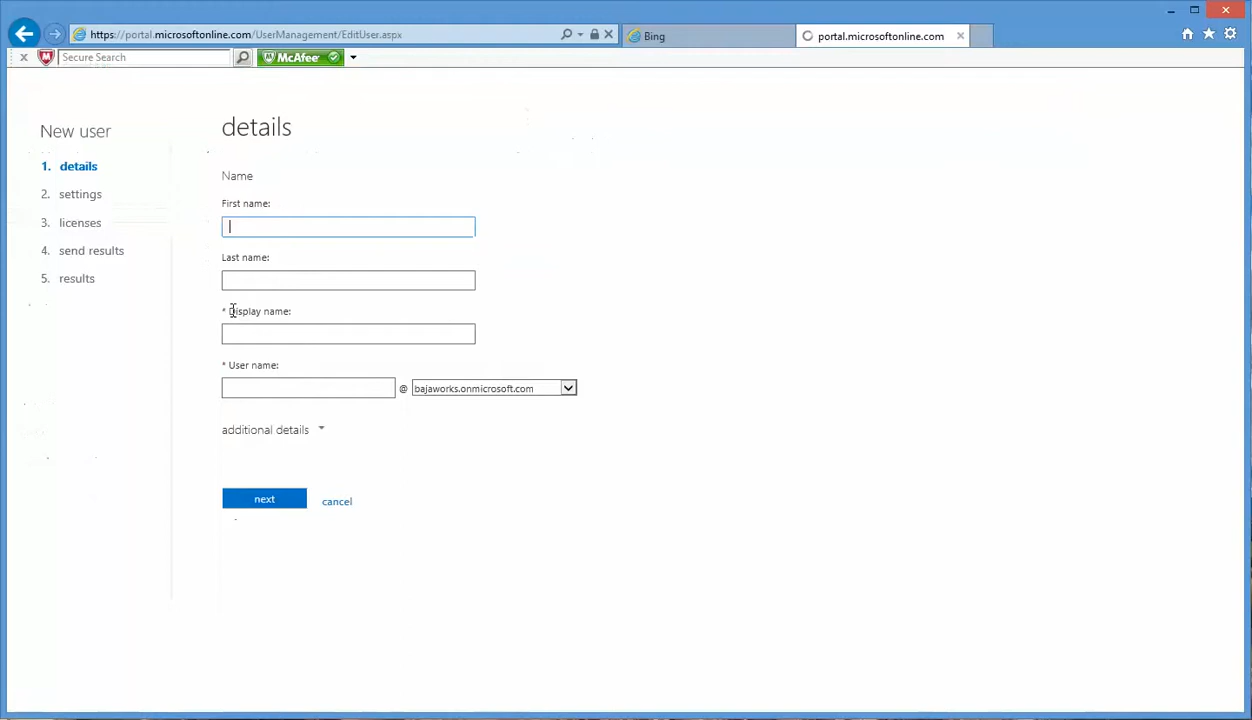 https://portal.microsoftonline.com/UserManagement/EditUser.aspx
Bing
portal.microsoftonline.com
Secure Search
McAfee
New user
1. details
2. settings
3. licenses
4. send results
5. results
details
Name
First name:
Last name:
* Display name:
* User name:
@ bajaworks.onmicrosoft.com
additional details
next
cancel